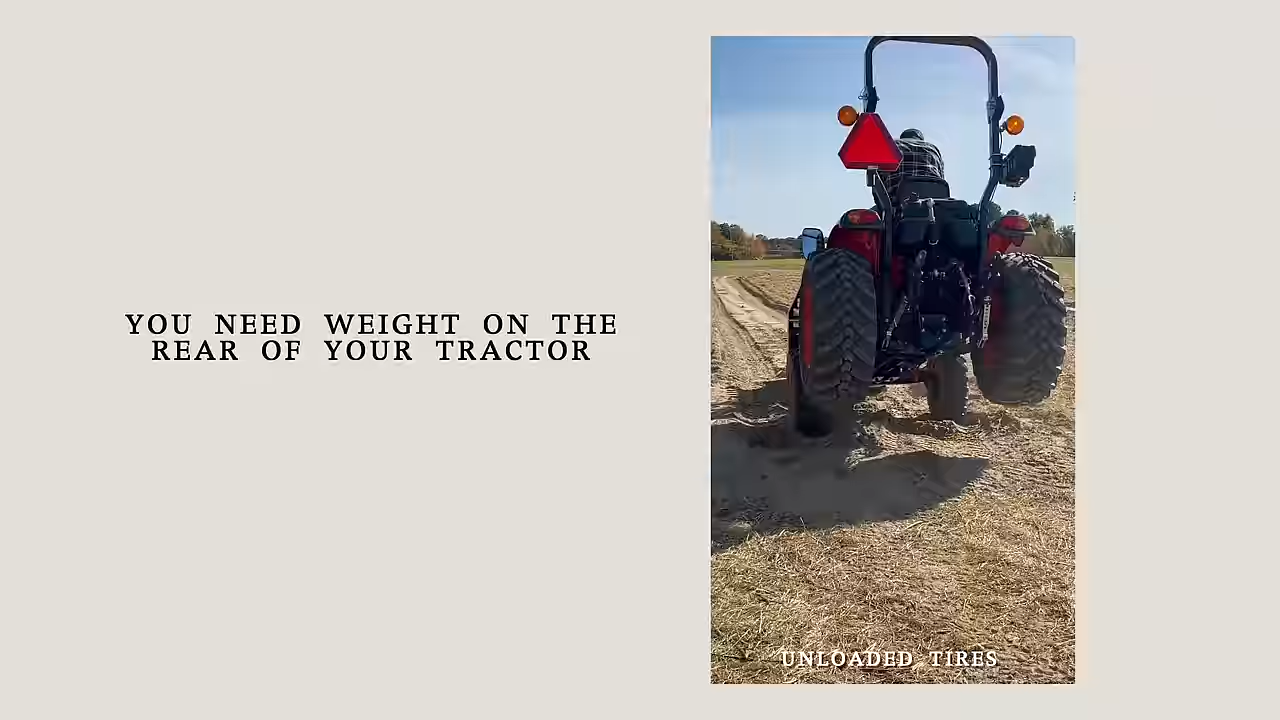 YOU NEED WEIGHT ON THE
REAR OF YOUR TRACTOR
UNLOADED TIRES